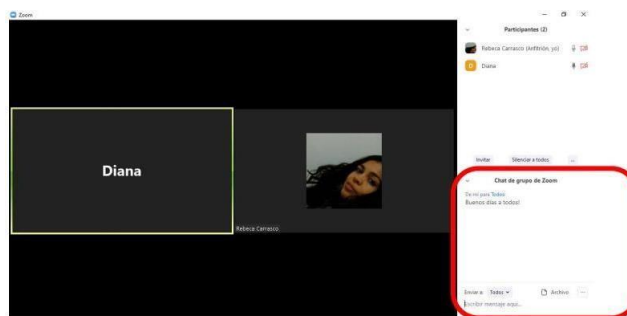 Zoom
Diana
Rebeca Carrasco
Participantes (2)
Rebeca Carrasco (Anfitrión, yo)
D Diana
Invitar Silenciar a todos ...
Chat de grupo de Zoom
De mí para Todos:
Buenos días a todos!
Enviar a: Todos Archivo ...
Escribir mensaje aquí...